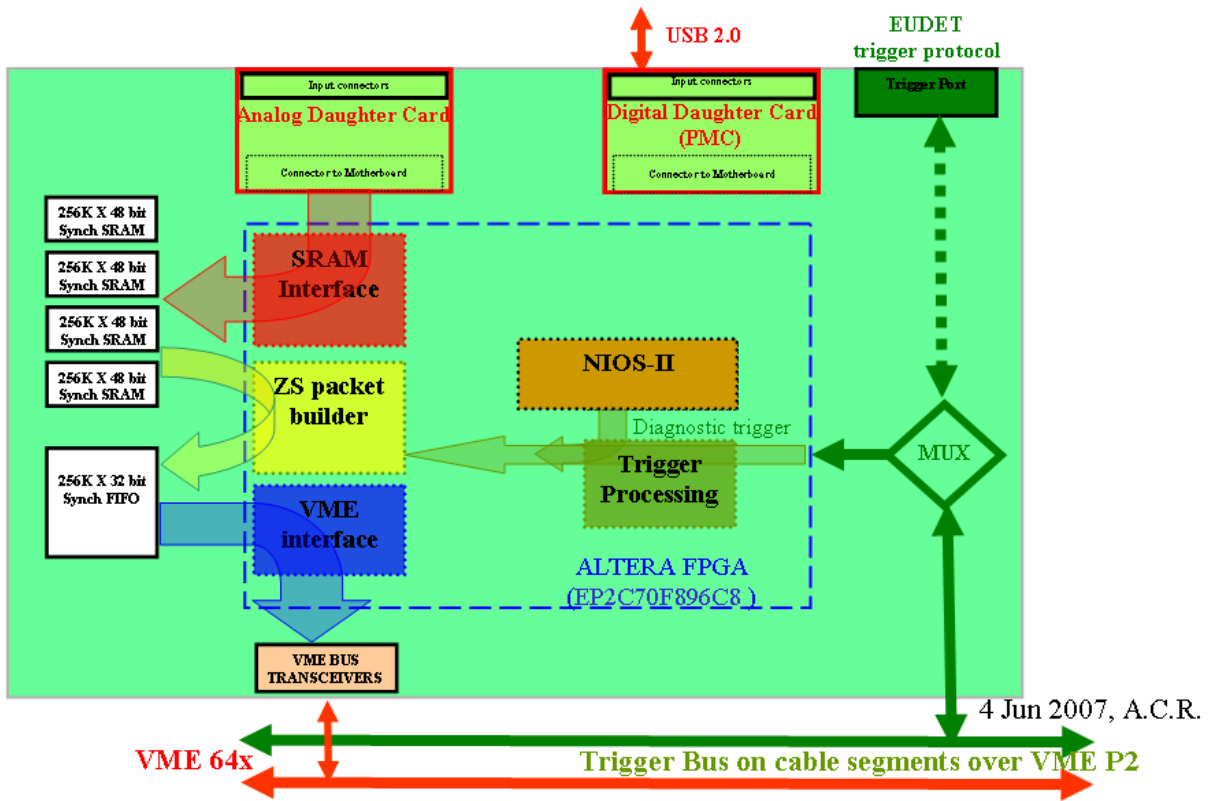 USB 2.0
EUDET
trigger protocol
Input connectors
Analog Daughter Card
Connector to Motherboard
Input connectors
Digital Daughter Card
(PMC)
Connector to Motherboard
Trigger Port
256K X 48 bit
Synch SRAM
256K X 48 bit
Synch SRAM
256K X 48 bit
Synch SRAM
256K X 48 bit
Synch SRAM
256K X 32 bit
Synch FIFO
SRAM
Interface
ZS packet
builder
VME
interface
NIOS-II
Diagnostic trigger
Trigger
Processing
MUX
ALTERA FPGA
(EP2C70F896C8 )
VME BUS
TRANSCEIVERS
4 Jun 2007, A.C.R.
VME 64x
Trigger Bus on cable segments over VME P2